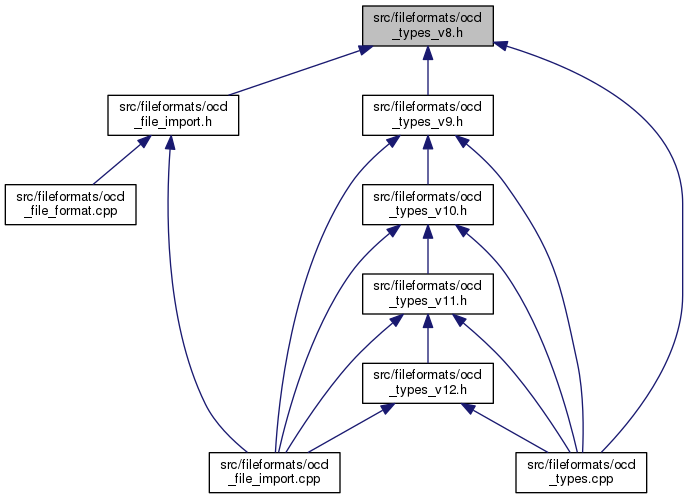 src/fileformats/ocd
_types_v8.h
src/fileformats/ocd
_file_import.h
src/fileformats/ocd
_types_v9.h
src/fileformats/ocd
_file_format.cpp
src/fileformats/ocd
_types_v10.h
src/fileformats/ocd
_types_v11.h
src/fileformats/ocd
_types_v12.h
src/fileformats/ocd
_file_import.cpp
src/fileformats/ocd
_types.cpp